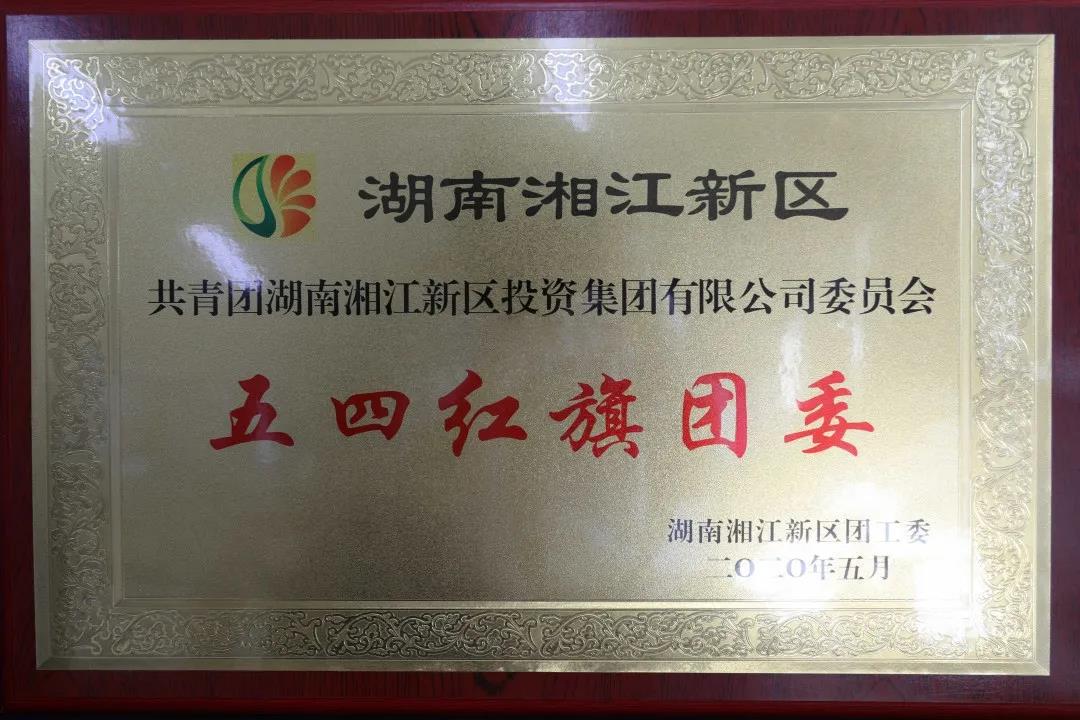 湖南湘江新区
共青团湖南湘江新区投资集团有限公司委员会
五四红旗团委
湖南湘江新区团工委
二〇二〇年五月